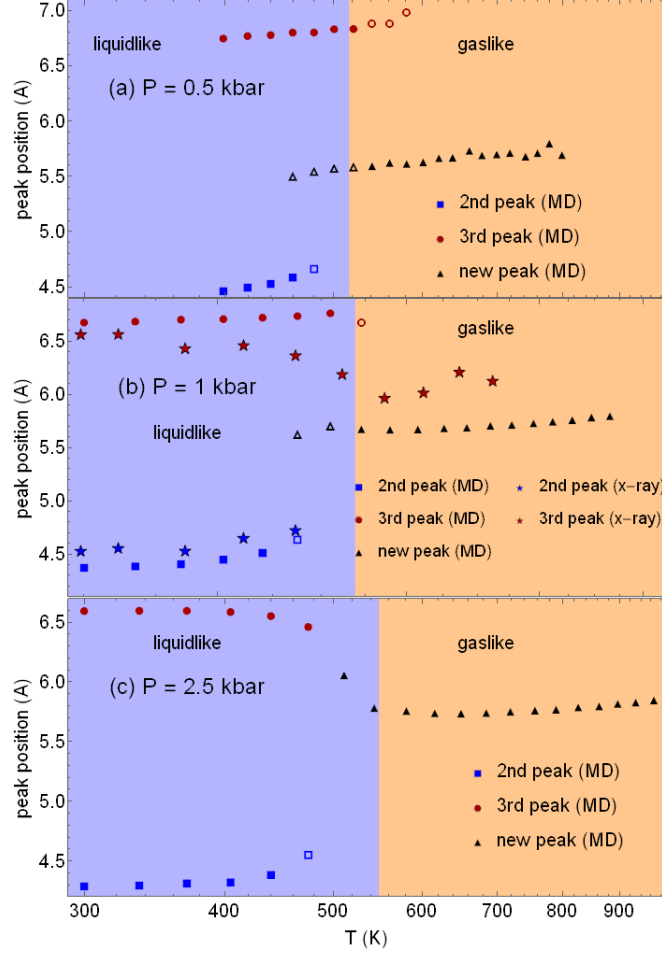 7.0
liquidlike
gaslike
6.5
(a) P = 0.5 kbar
6.0
peak position (A)
5.5
2nd peak (MD)
5.0
3rd peak (MD)
new peak (MD)
4.5
gaslike
6.5
(b) P = 1 kbar
6.0
peak position (A)
liquidlike
5.5
2nd peak (MD)
2nd peak (x-ray)
5.0
3rd peak (MD)
3rd peak (x-ray)
new peak (MD)
4.5
6.5
liquidlike
gaslike
(c) P = 2.5 kbar
6.0
peak position (A)
5.5
2nd peak (MD)
5.0
3rd peak (MD)
new peak (MD)
4.5
300
400
500
600
700
800
900
T (K)